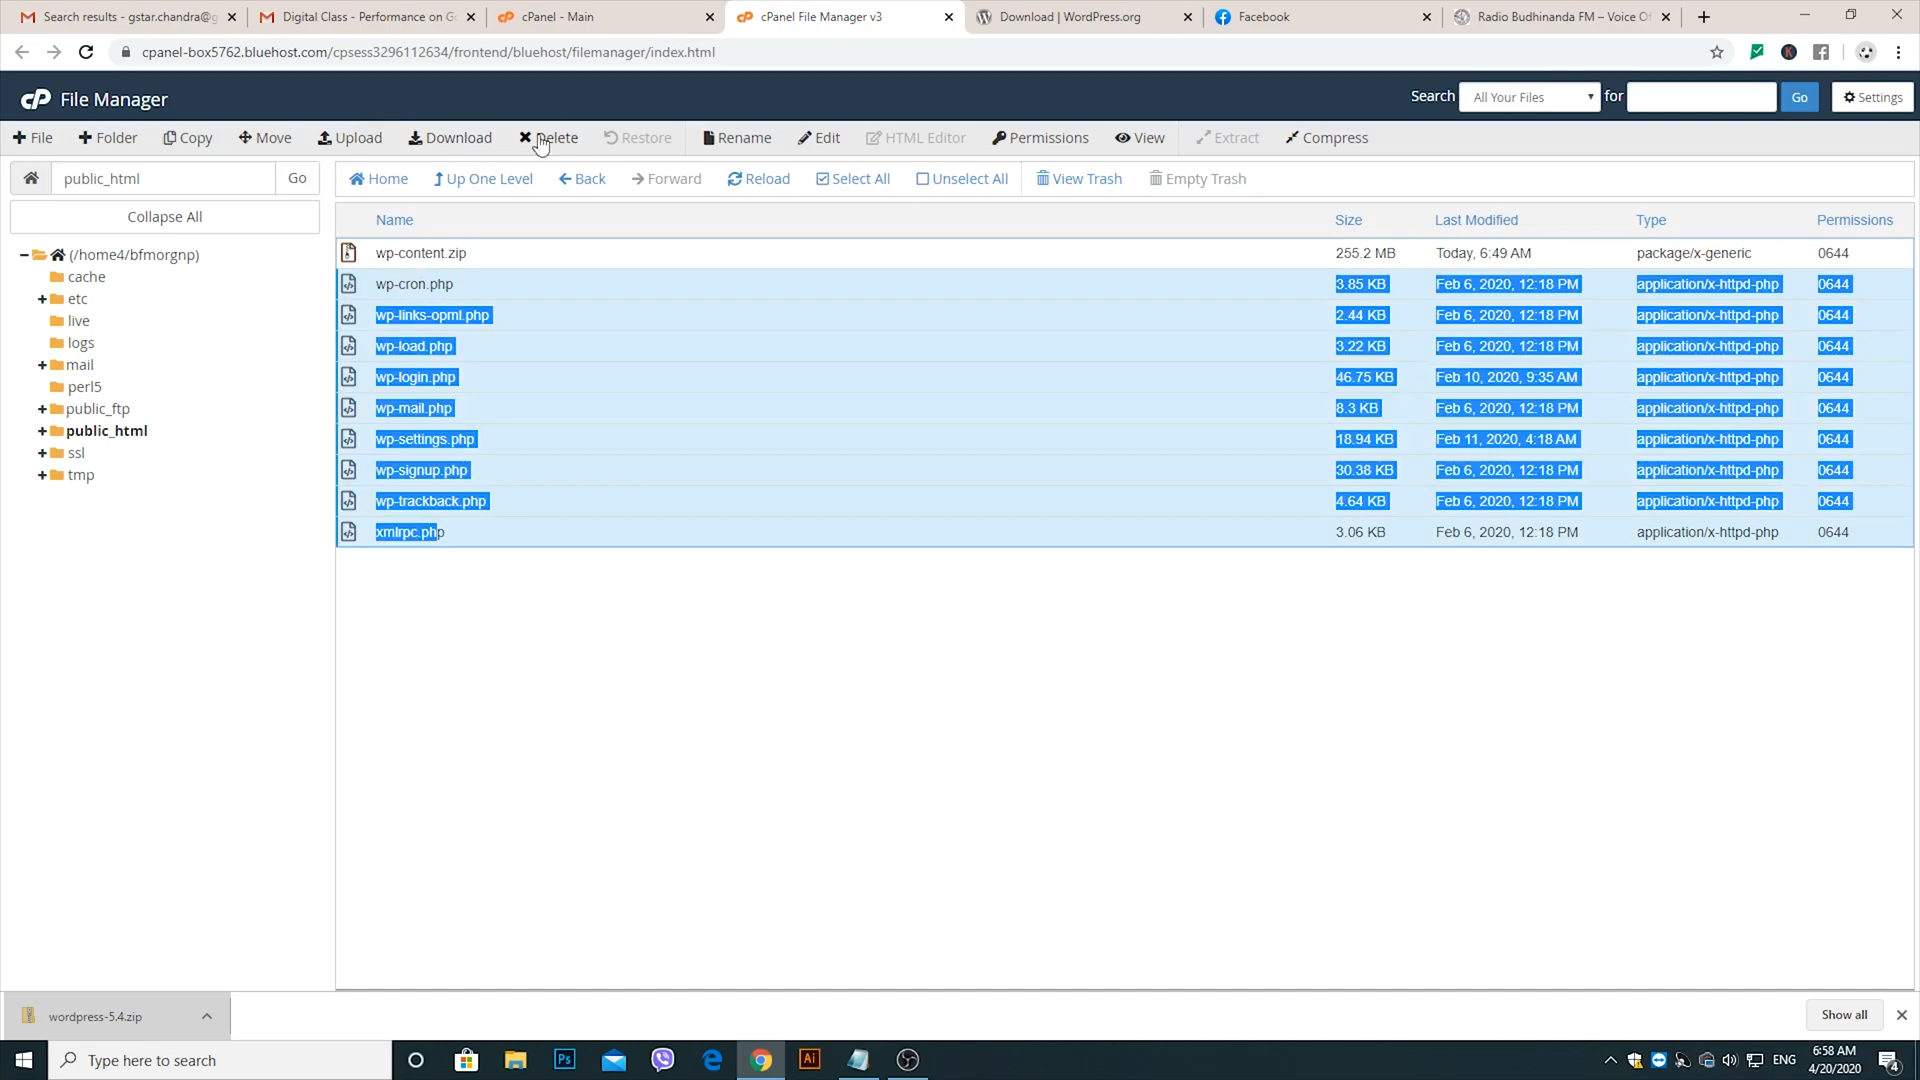 Search results - gstar.chandra@g
Digital Class - Performance on Go
cPanel - Main
cPanel File Manager v3
Download | WordPress.org
Facebook
Radio Budhinanda FM – Voice Of
cpanel-box5762.bluehost.com/cpsess3296112634/frontend/bluehost/filemanager/index.html
cP File Manager
Search All Your Files for Go Settings
File Folder Copy Move Upload Download Delete Restore Rename Edit HTML Editor Permissions View Extract Compress
public_html Go
Home Up One Level Back Forward Reload Select All Unselect All View Trash Empty Trash
Collapse All
(/home4/bfmorgnp)
cache
etc
live
logs
mail
perl5
public_ftp
public_html
ssl
tmp
Name Size Last Modified Type Permissions
wp-content.zip 255.2 MB Today, 6:49 AM package/x-generic 0644
wp-cron.php 3.85 KB Feb 6, 2020, 12:18 PM application/x-httpd-php 0644
wp-links-opml.php 2.44 KB Feb 6, 2020, 12:18 PM application/x-httpd-php 0644
wp-load.php 3.22 KB Feb 6, 2020, 12:18 PM application/x-httpd-php 0644
wp-login.php 46.75 KB Feb 10, 2020, 9:35 AM application/x-httpd-php 0644
wp-mail.php 8.3 KB Feb 6, 2020, 12:18 PM application/x-httpd-php 0644
wp-settings.php 18.94 KB Feb 11, 2020, 4:18 AM application/x-httpd-php 0644
wp-signup.php 30.38 KB Feb 6, 2020, 12:18 PM application/x-httpd-php 0644
wp-trackback.php 4.64 KB Feb 6, 2020, 12:18 PM application/x-httpd-php 0644
xmlrpc.php 3.06 KB Feb 6, 2020, 12:18 PM application/x-httpd-php 0644
wordpress-5.4.zip
Show all
Type here to search
Ps
Ai
ENG
6:58 AM
4/20/2020
4